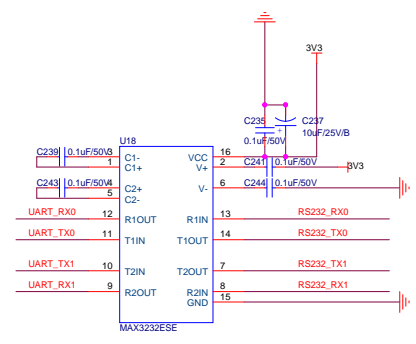 3V3
C235
C237
0.1uF/50V
10uF/25V/B
U18
C239 0.1uF/50V 3 C1- VCC 16 C241 0.1uF/50V
1 C1+ V+ 2 3V3
C243 0.1uF/50V 4 C2+ V- 6 C244 0.1uF/50V
5 C2-
UART_RX0 12 R1OUT R1IN 13 RS232_RX0
UART_TX0 11 T1IN T1OUT 14 RS232_TX0
UART_TX1 10 T2IN T2OUT 7 RS232_TX1
UART_RX1 9 R2OUT R2IN 8 RS232_RX1
GND 15
MAX3232ESE